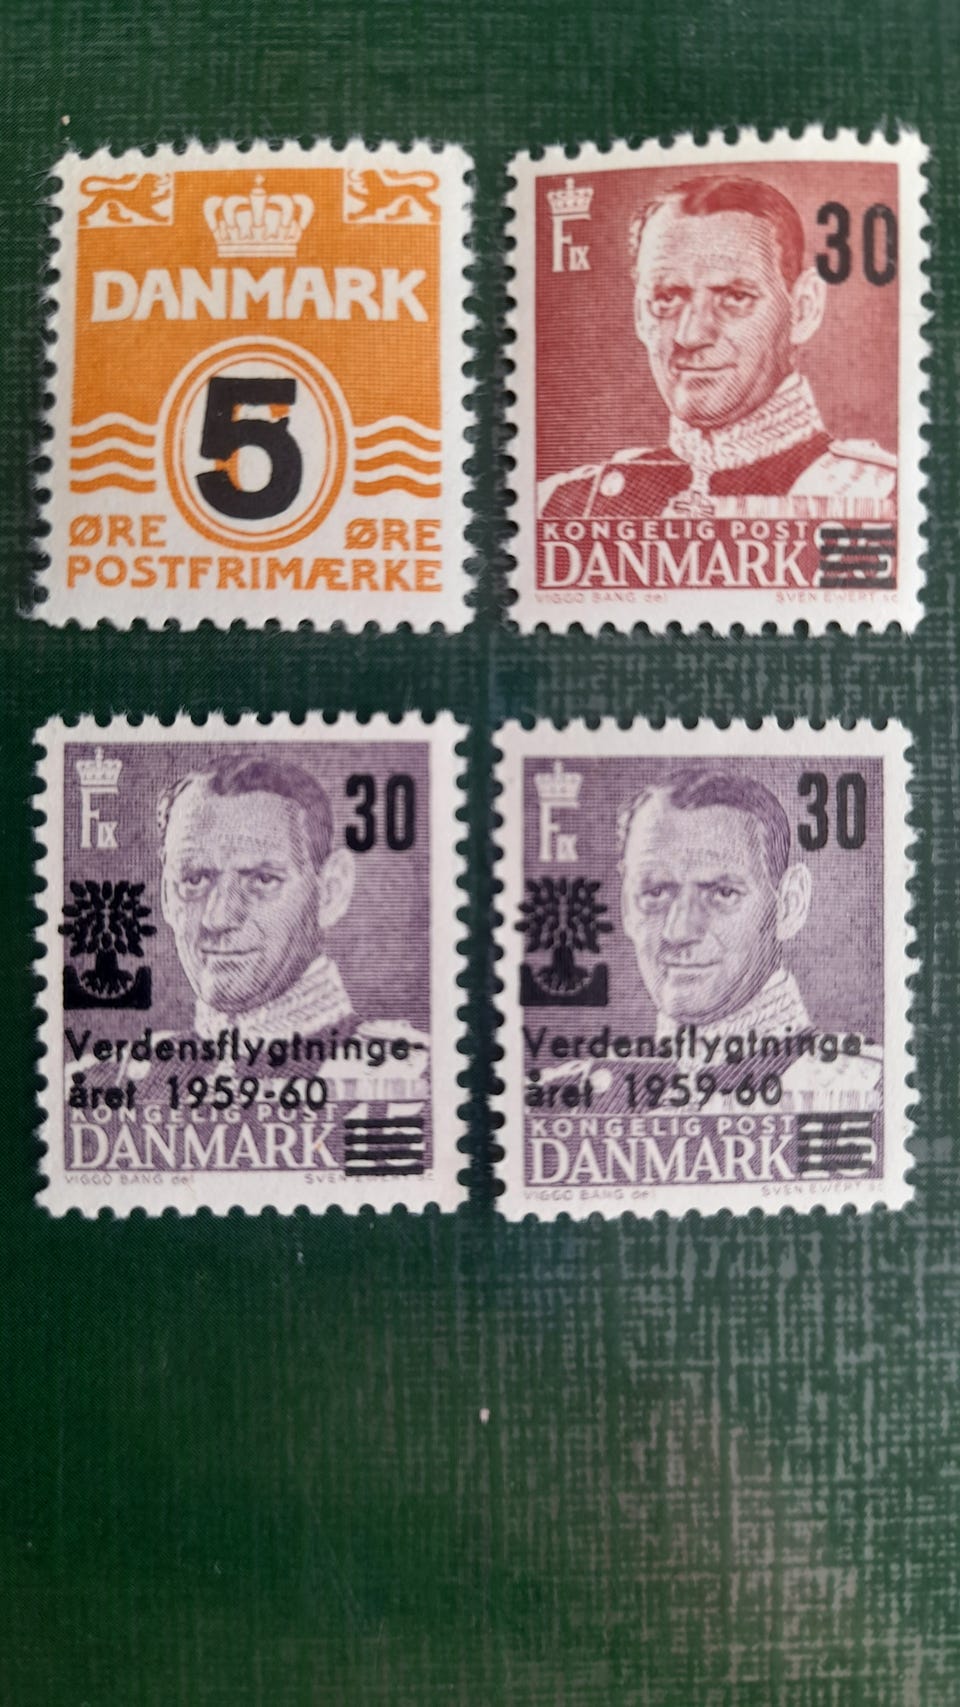 DANMARK
5
ØRE ØRE
POSTFRIMÆRKE
F IX
30
KONGELIG POST
DANMARK
VIGGO BANG del SVEN EWERT sc
F IX
30
Verdensflygtninge-
året 1959-60
KONGELIG POST
DANMARK 15
VIGGO BANG del SVEN EWERT sc
F IX
30
Verdensflygtninge-
året 1959-60
KONGELIG POST
DANMARK 15
VIGGO BANG del SVEN EWERT sc